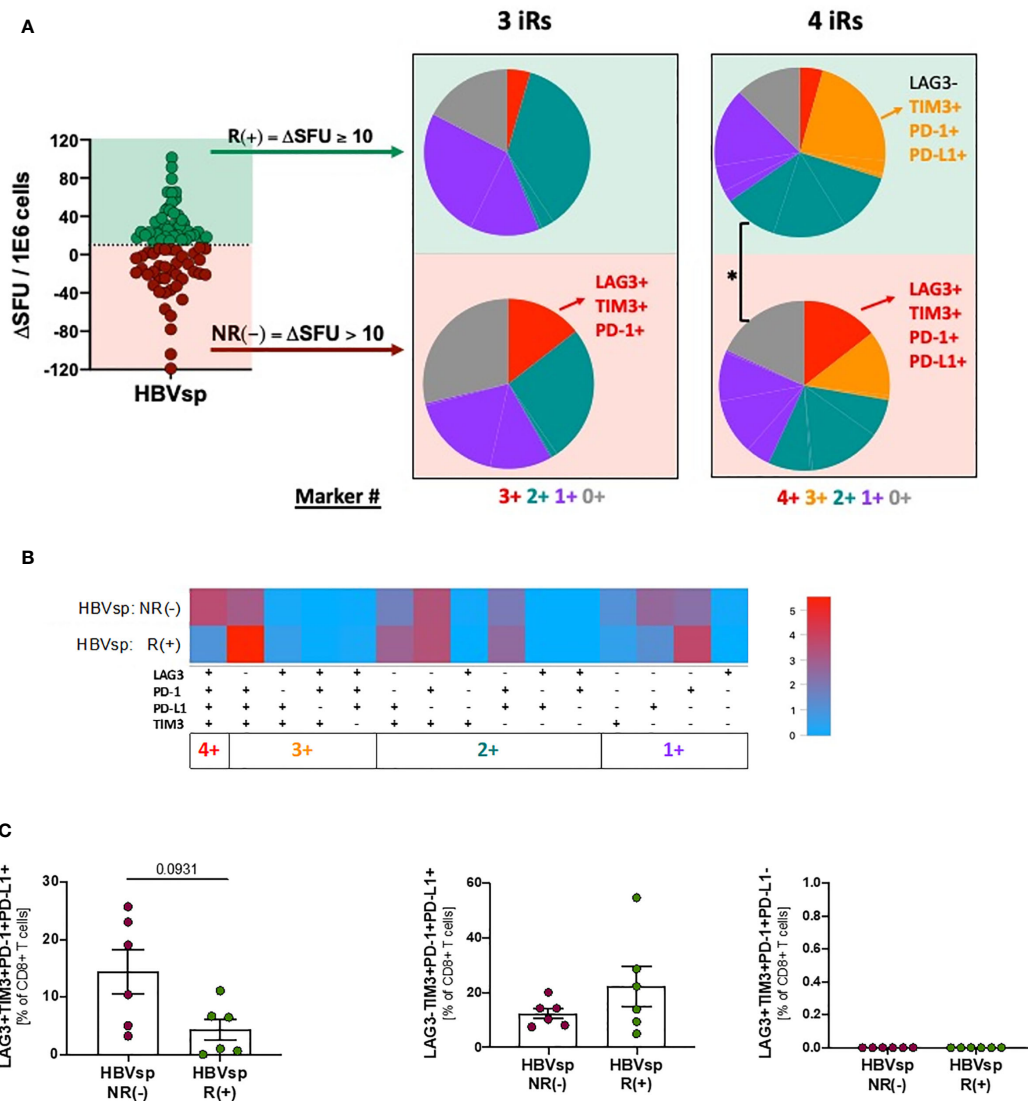 A
3 iRs
4 iRs
ΔSFU / 1E6 cells
120
80
40
0
-40
-80
-120
HBVsp
R(+) = ΔSFU ≥ 10
NR(-) = ΔSFU > 10
LAG3-
TIM3+
PD-1+
PD-L1+
*
LAG3+
TIM3+
PD-1+
LAG3+
TIM3+
PD-1+
PD-L1+
Marker #
3+ 2+ 1+ 0+
4+ 3+ 2+ 1+ 0+
B
HBVsp: NR(-)
HBVsp: R(+)
5
4
3
2
1
0
LAG3 + - + + + - - + - + + - - - +
PD-1 + + - + + - + - + - + - - + -
PD-L1 + + + - + + - - + + - - + - -
TIM3 + + + + - + + + - - - + - - -
4+ 3+ 2+ 1+
C
LAG3+TIM3+PD-1+PD-L1+
[% of CD8+ T cells]
30
20
10
0
0.0931
HBVsp
NR(-)
HBVsp
R(+)
LAG3-TIM3+PD-1+PD-L1+
[% of CD8+ T cells]
60
40
20
0
HBVsp
NR(-)
HBVsp
R(+)
LAG3+TIM3+PD-1+PD-L1-
[% of CD8+ T cells]
1.0
0.8
0.6
0.4
0.2
0.0
HBVsp
NR(-)
HBVsp
R(+)